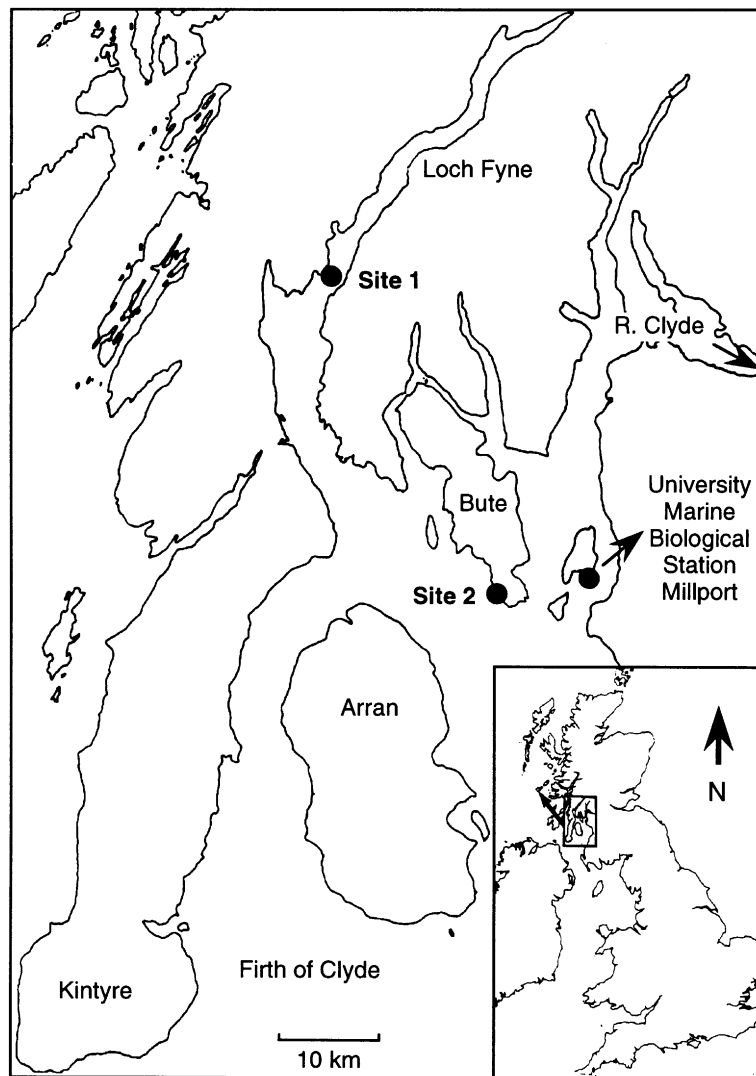 Loch Fyne
Site 1
R. Clyde
Bute
University
Marine
Biological
Station
Millport
Site 2
Arran
N
Kintyre
Firth of Clyde
10 km